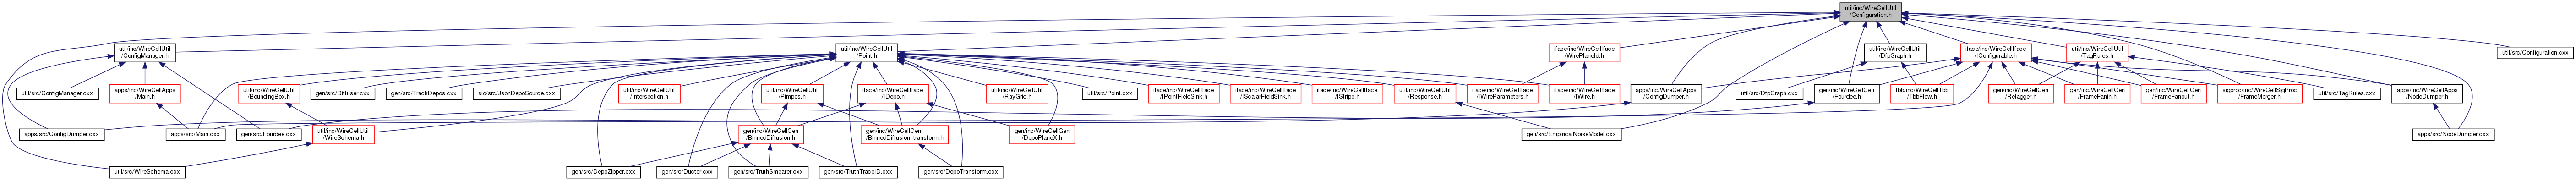 util/inc/WireCellUtil
/Configuration.h
util/inc/WireCellUtil
/ConfigManager.h
util/inc/WireCellUtil
/Point.h
iface/inc/WireCellIface
/WirePlaneId.h
util/inc/WireCellUtil
/DfpGraph.h
iface/inc/WireCellIface
/IConfigurable.h
util/inc/WireCellUtil
/TagRules.h
util/src/Configuration.cxx
util/src/ConfigManager.cxx
apps/inc/WireCellApps
/Main.h
util/inc/WireCellUtil
/BoundingBox.h
gen/src/Diffuser.cxx
gen/src/TrackDepos.cxx
sio/src/JsonDepoSource.cxx
util/inc/WireCellUtil
/Intersection.h
util/inc/WireCellUtil
/Pimpos.h
iface/inc/WireCellIface
/IDepo.h
util/inc/WireCellUtil
/RayGrid.h
util/src/Point.cxx
iface/inc/WireCellIface
/IPointFieldSink.h
iface/inc/WireCellIface
/IScalarFieldSink.h
iface/inc/WireCellIface
/IStripe.h
util/inc/WireCellUtil
/Response.h
iface/inc/WireCellIface
/IWireParameters.h
iface/inc/WireCellIface
/IWire.h
apps/inc/WireCellApps
/ConfigDumper.h
util/src/DfpGraph.cxx
gen/inc/WireCellGen
/Fourdee.h
tbb/inc/WireCellTbb
/TbbFlow.h
gen/inc/WireCellGen
/Retagger.h
gen/inc/WireCellGen
/FrameFanin.h
gen/inc/WireCellGen
/FrameFanout.h
sigproc/inc/WireCellSigProc
/FrameMerger.h
util/src/TagRules.cxx
apps/inc/WireCellApps
/NodeDumper.h
apps/src/ConfigDumper.cxx
apps/src/Main.cxx
gen/src/Fourdee.cxx
util/inc/WireCellUtil
/WireSchema.h
gen/inc/WireCellGen
/BinnedDiffusion.h
gen/inc/WireCellGen
/BinnedDiffusion_transform.h
gen/inc/WireCellGen
/DepoPlaneX.h
gen/src/EmpiricalNoiseModel.cxx
apps/src/NodeDumper.cxx
util/src/WireSchema.cxx
gen/src/DepoZipper.cxx
gen/src/Ductor.cxx
gen/src/TruthSmearer.cxx
gen/src/TruthTraceID.cxx
gen/src/DepoTransform.cxx